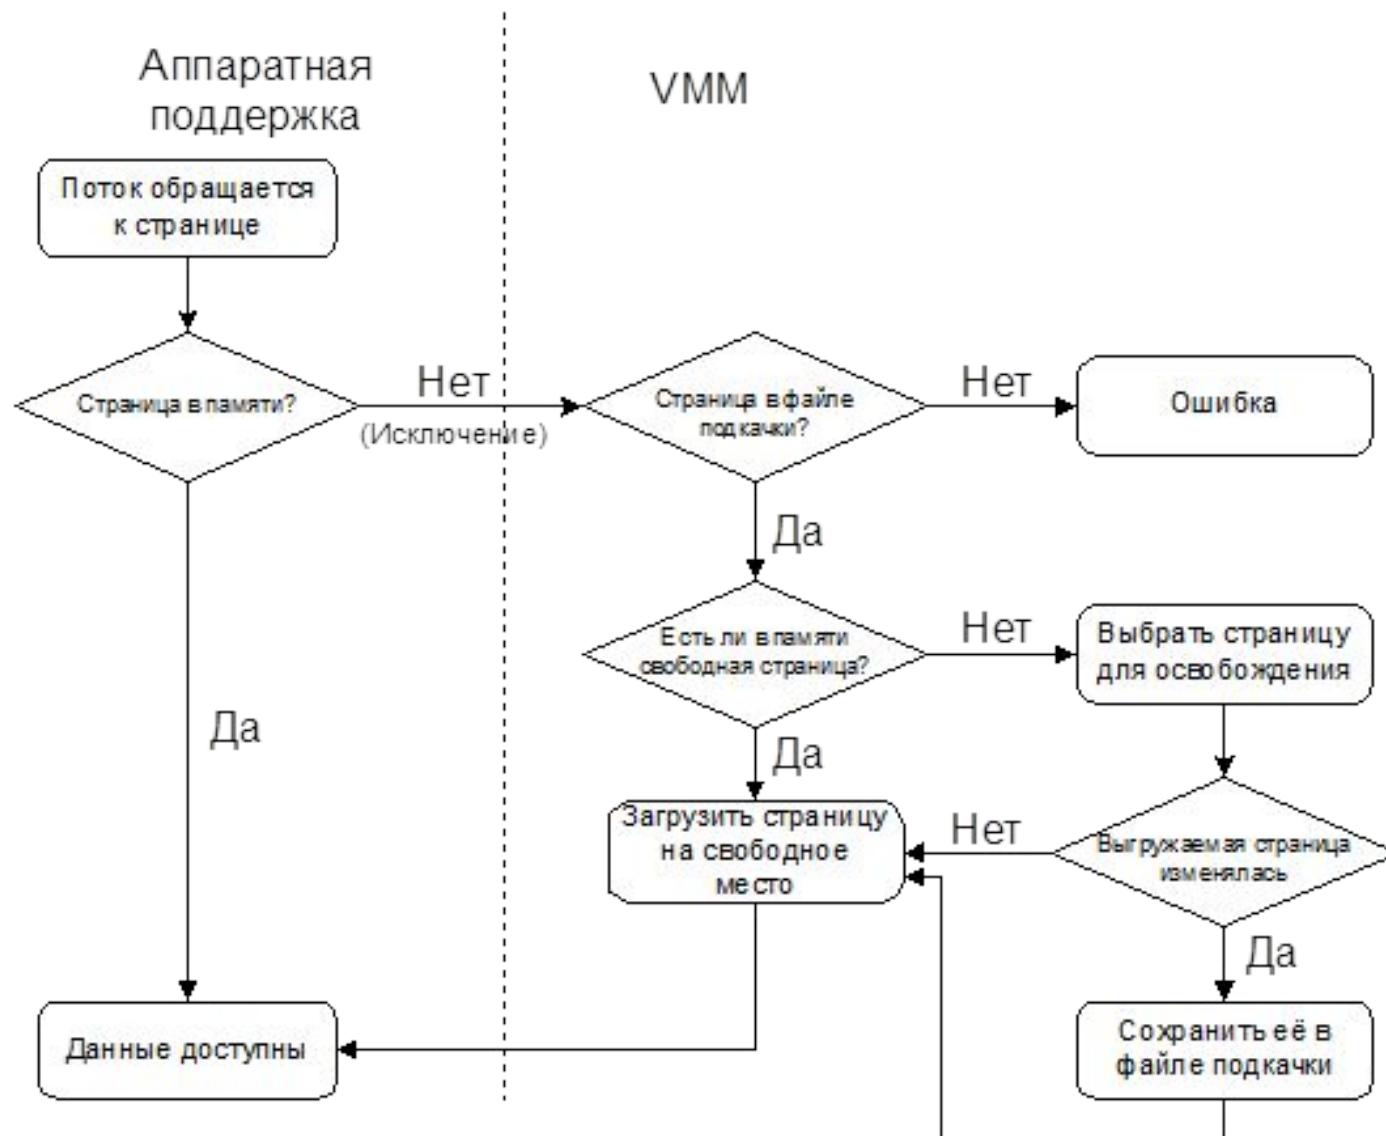 Аппаратная
поддержка
VMM
Поток обращается
к странице
Страница в памяти?
Нет
(Исключение)
Страница в файле
подкачки?
Нет
Ошибка
Да
Есть ли в памяти
свободная страница?
Нет
Выбрать страницу
для освобождения
Да
Да
Загрузить страницу
на свободное
место
Нет
Выгружаемая страница
изменялась
Да
Данные доступны
Сохранить её в
файле подкачки